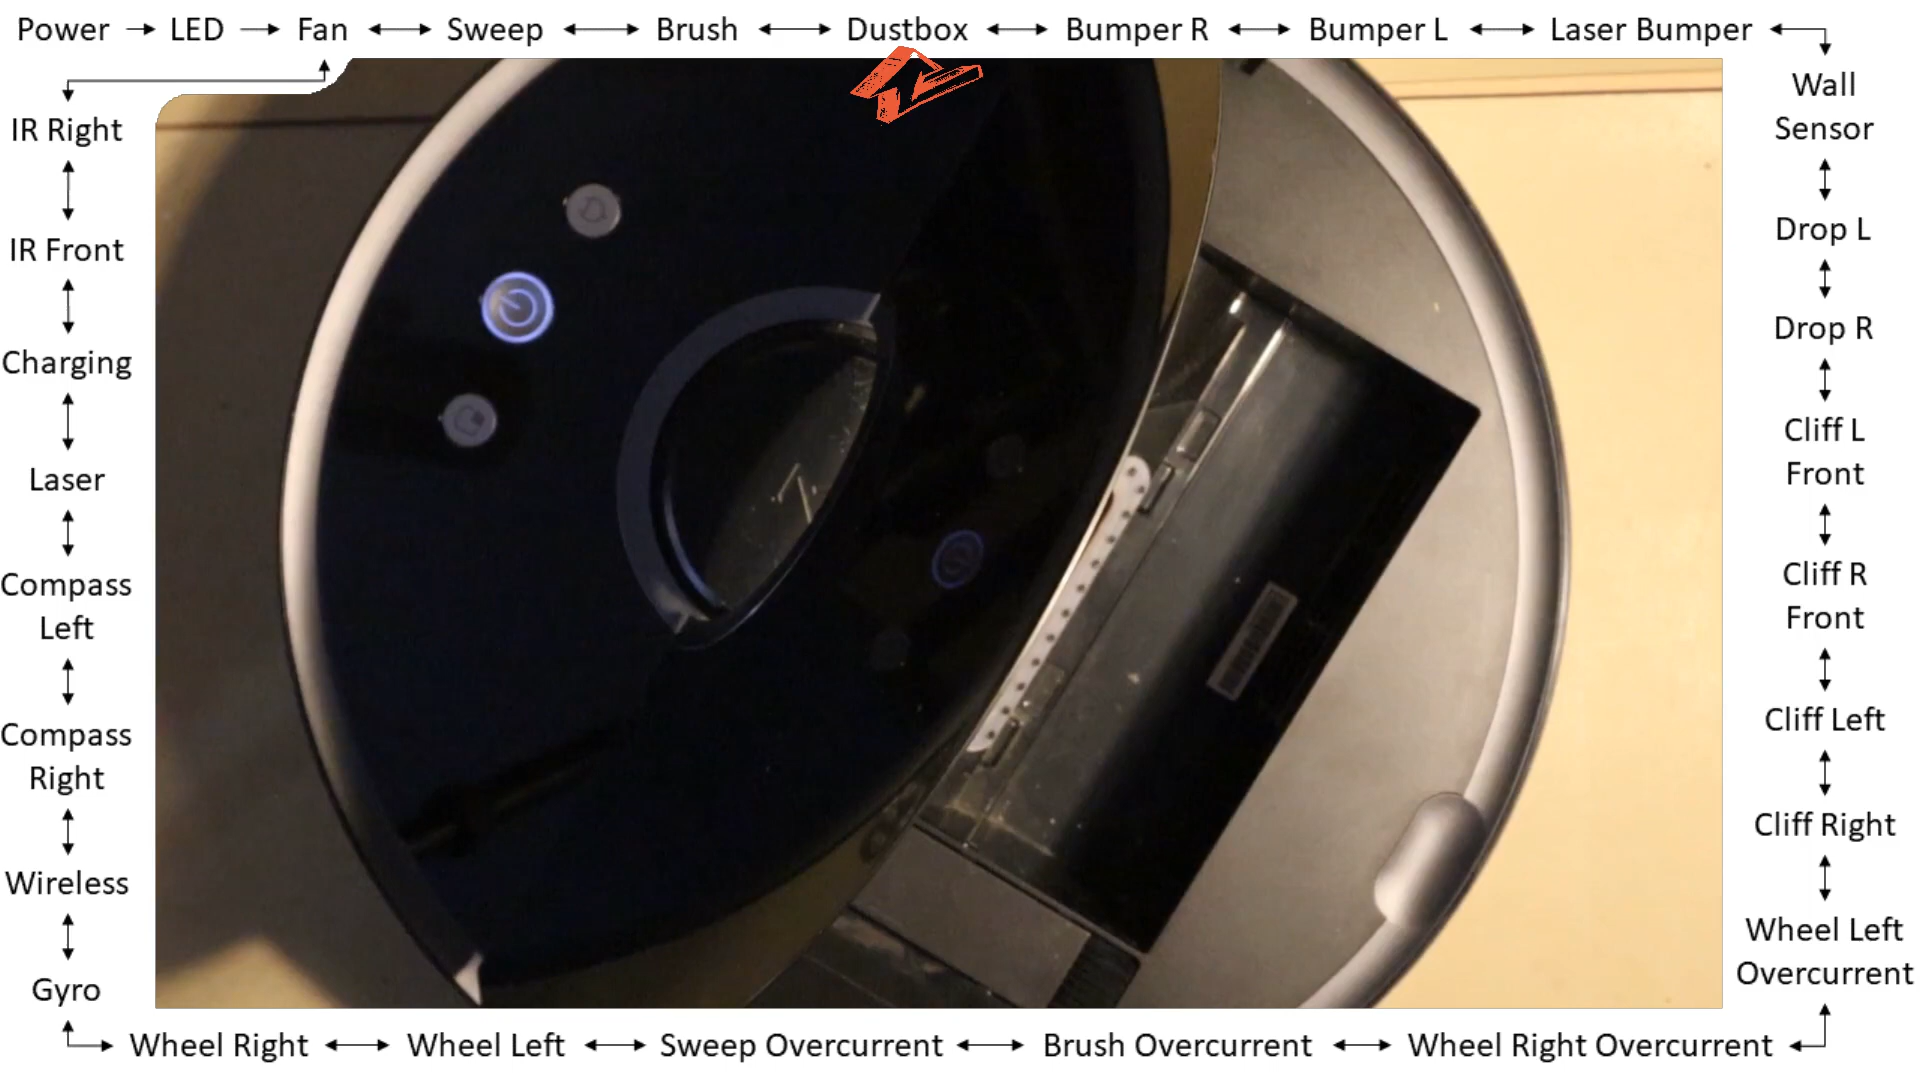 Power → LED → Fan ↔ Sweep ↔ Brush ↔ Dustbox ↔ Bumper R ↔ Bumper L ↔ Laser Bumper
Wall
Sensor
Drop L
Drop R
Cliff L
Front
Cliff R
Front
Cliff Left
Cliff Right
Wheel Left
Overcurrent
IR Right
IR Front
Charging
Laser
Compass
Left
Compass
Right
Wireless
Gyro
Wheel Right ↔ Wheel Left ↔ Sweep Overcurrent ↔ Brush Overcurrent ↔ Wheel Right Overcurrent